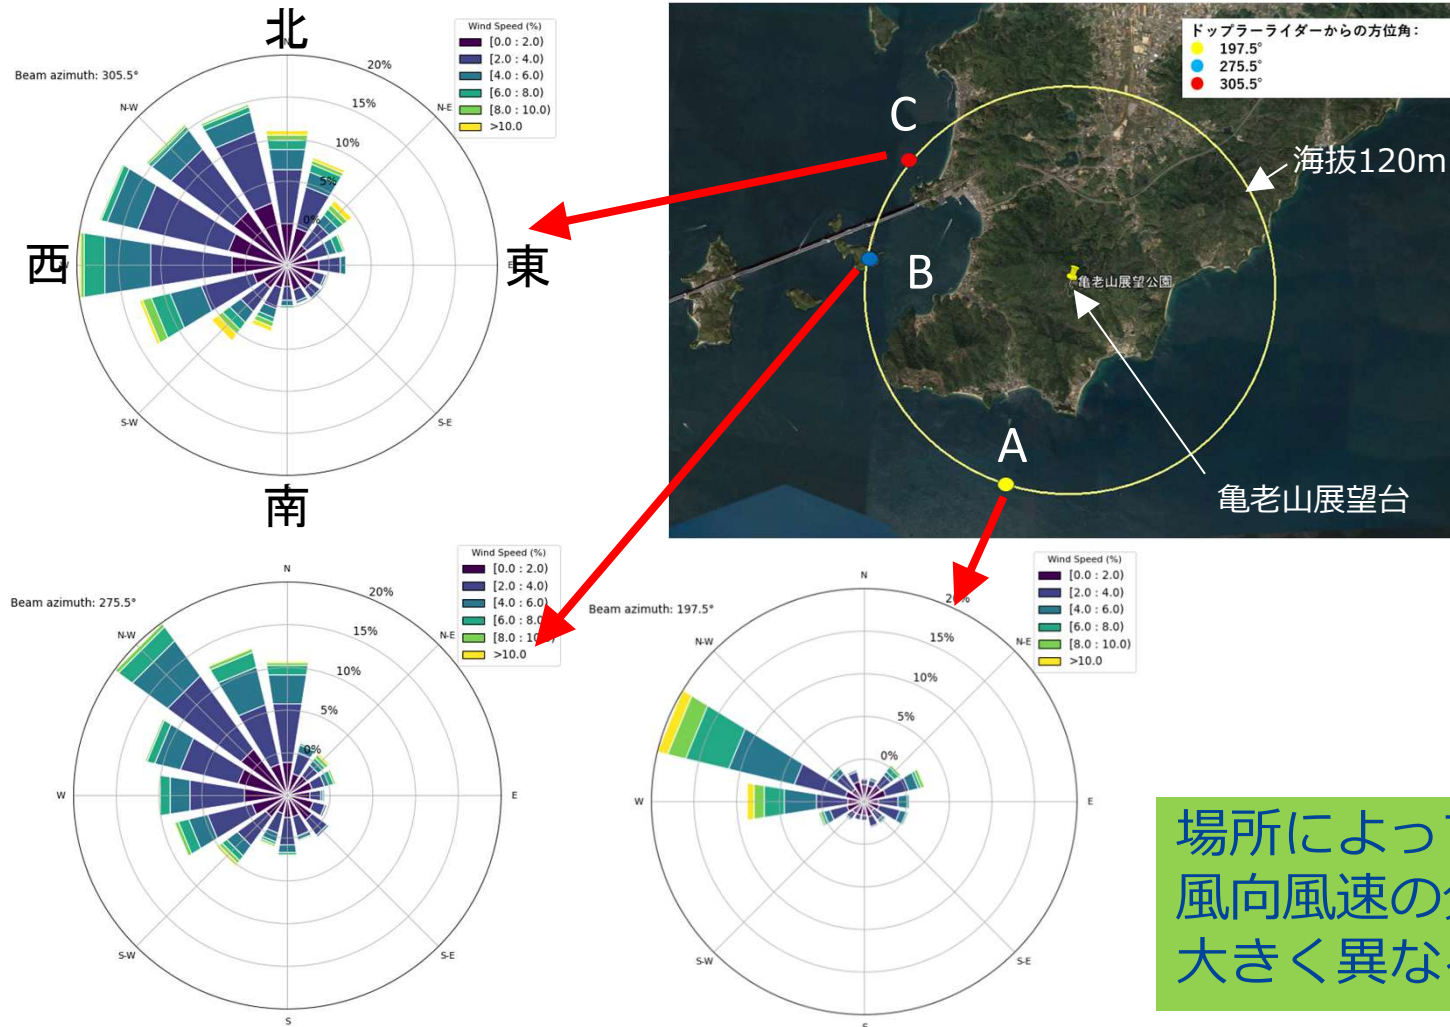 北
Beam azimuth: 305.5°
Wind Speed (%)
[0.0 : 2.0)
[2.0 : 4.0)
[4.0 : 6.0)
[6.0 : 8.0)
[8.0 : 10.0)
>10.0
20%
15%
10%
5%
0%
N-W
N-E
西
東
S-W
S-E
南
ドップラーライダーからの方位角：
197.5°
275.5°
305.5°
C
海抜120m
B
亀老山展望公園
A
亀老山展望台
Beam azimuth: 275.5°
Wind Speed (%)
[0.0 : 2.0)
[2.0 : 4.0)
[4.0 : 6.0)
[6.0 : 8.0
[8.0 : 10.
>10.0
N
20%
15%
10%
5%
0%
N-W
N-E
W
E
S-W
S-E
S
Beam azimuth: 197.5°
Wind Speed (%)
[0.0 : 2.0)
[2.0 : 4.0)
[4.0 : 6.0)
[6.0 : 8.0)
[8.0 : 10.0)
>10.0
N
15%
10%
5%
0%
N-W
N-E
W
E
S-W
S-E
S
場所によって
風向風速の
大きく異な